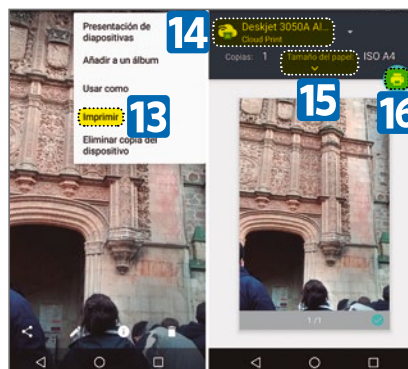 Presentación de
diapositivas
Añadir a un álbum
Usar como
Imprimir
13
Eliminar copia del
dispositivo
14
Deskjet 3050A Al...
Cloud Print
Copias: 1 Tamaño del papel: ISO A4
15
16
1/1